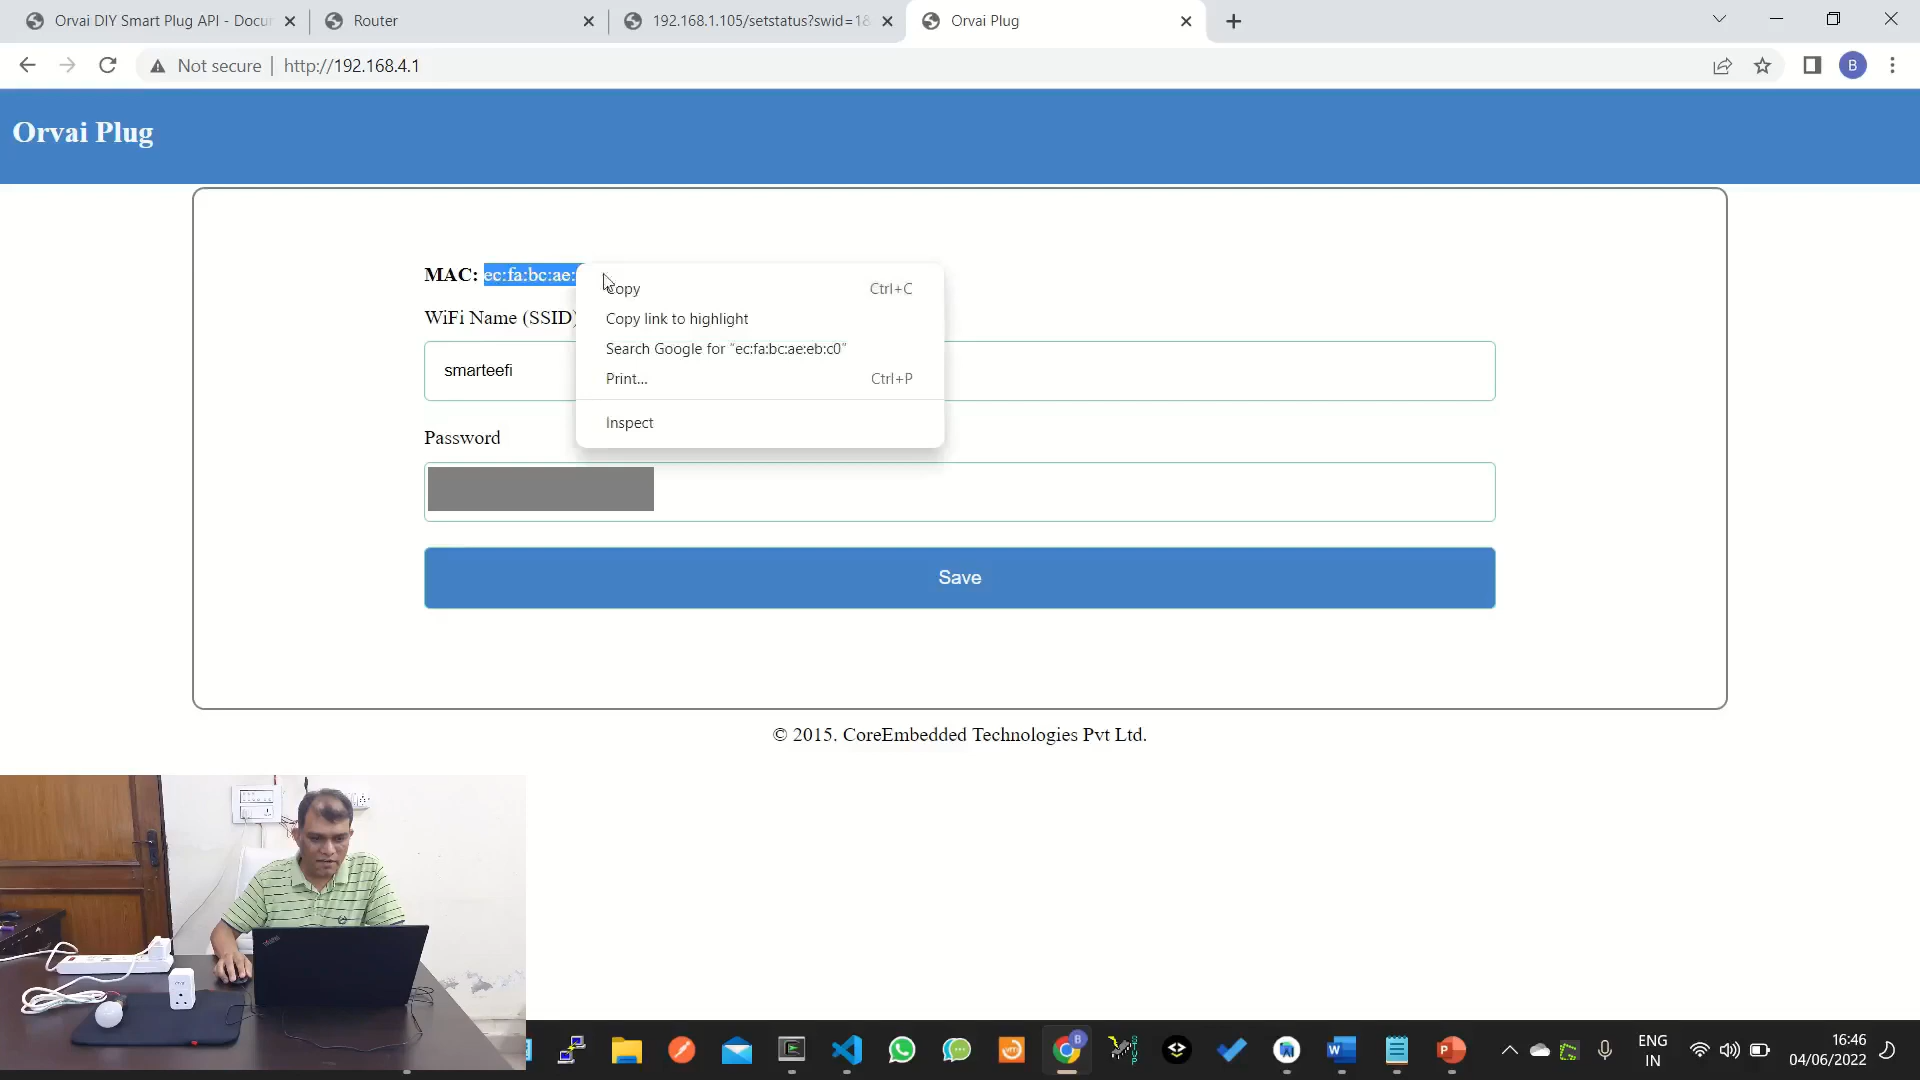 Orvai DIY Smart Plug API - Docum
Router
192.168.1.105/setstatus?swid=1&
Orvai Plug
Not secure
http://192.168.4.1
B
Orvai Plug
MAC: ec:fa:bc:ae:
Copy Ctrl+C
WiFi Name (SSID)
Copy link to highlight
Search Google for "ec:fa:bc:ae:eb:c0"
smarteefi
Print... Ctrl+P
Inspect
Password
Save
© 2015. CoreEmbedded Technologies Pvt Ltd.
ENG
IN
16:46
04/06/2022